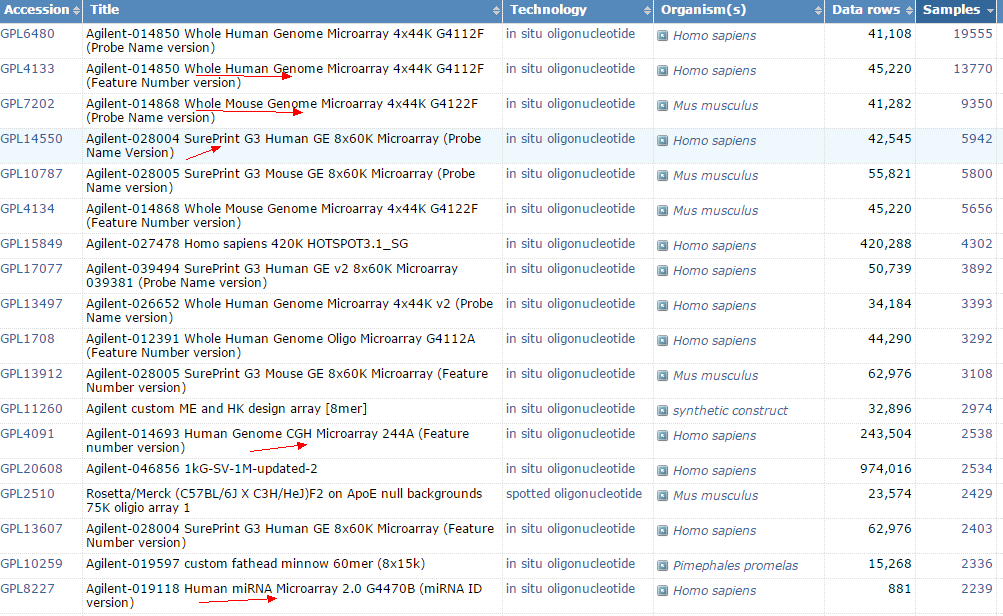 Accession Title Technology Organism(s) Data rows Samples
GPL6480 Agilent-014850 Whole Human Genome Microarray 4x44K G4112F in situ oligonucleotide Homo sapiens 41,108 19555
(Probe Name version)
GPL4133 Agilent-014850 Whole Human Genome Microarray 4x44K G4112F in situ oligonucleotide Homo sapiens 45,220 13770
(Feature Number version)
GPL7202 Agilent-014868 Whole Mouse Genome Microarray 4x44K G4122F in situ oligonucleotide Mus musculus 41,282 9350
(Probe Name version)
GPL14550 Agilent-028004 SurePrint G3 Human GE 8x60K Microarray (Probe in situ oligonucleotide Homo sapiens 42,545 5942
Name Version)
GPL10787 Agilent-028005 SurePrint G3 Mouse GE 8x60K Microarray (Probe in situ oligonucleotide Mus musculus 55,821 5800
Name version)
GPL4134 Agilent-014868 Whole Mouse Genome Microarray 4x44K G4122F in situ oligonucleotide Mus musculus 45,220 5656
(Feature Number version)
GPL15849 Agilent-027478 Homo sapiens 420K HOTSPOT3.1_SG in situ oligonucleotide Homo sapiens 420,288 4302
GPL17077 Agilent-039494 SurePrint G3 Human GE v2 8x60K Microarray in situ oligonucleotide Homo sapiens 50,739 3892
039381 (Probe Name version)
GPL13497 Agilent-026652 Whole Human Genome Microarray 4x44K v2 (Probe in situ oligonucleotide Homo sapiens 34,184 3393
Name version)
GPL1708 Agilent-012391 Whole Human Genome Oligo Microarray G4112A in situ oligonucleotide Homo sapiens 44,290 3292
(Feature Number version)
GPL13912 Agilent-028005 SurePrint G3 Mouse GE 8x60K Microarray (Feature in situ oligonucleotide Mus musculus 62,976 3108
Number version)
GPL11260 Agilent custom ME and HK design array [8mer] in situ oligonucleotide synthetic construct 32,896 2974
GPL4091 Agilent-014693 Human Genome CGH Microarray 244A (Feature in situ oligonucleotide Homo sapiens 243,504 2538
number version)
GPL20608 Agilent-046856 1kG-SV-1M-updated-2 in situ oligonucleotide Homo sapiens 974,016 2534
GPL2510 Rosetta/Merck (C57BL/6J X C3H/HeJ)F2 on ApoE null backgrounds spotted oligonucleotide Mus musculus 23,574 2429
75K oligio array 1
GPL13607 Agilent-028004 SurePrint G3 Human GE 8x60K Microarray (Feature in situ oligonucleotide Homo sapiens 62,976 2403
Number version)
GPL10259 Agilent-019597 custom fathead minnow 60mer (8x15k) in situ oligonucleotide Pimephales promelas 15,268 2336
GPL8227 Agilent-019118 Human miRNA Microarray 2.0 G4470B (miRNA ID in situ oligonucleotide Homo sapiens 881 2239
version)